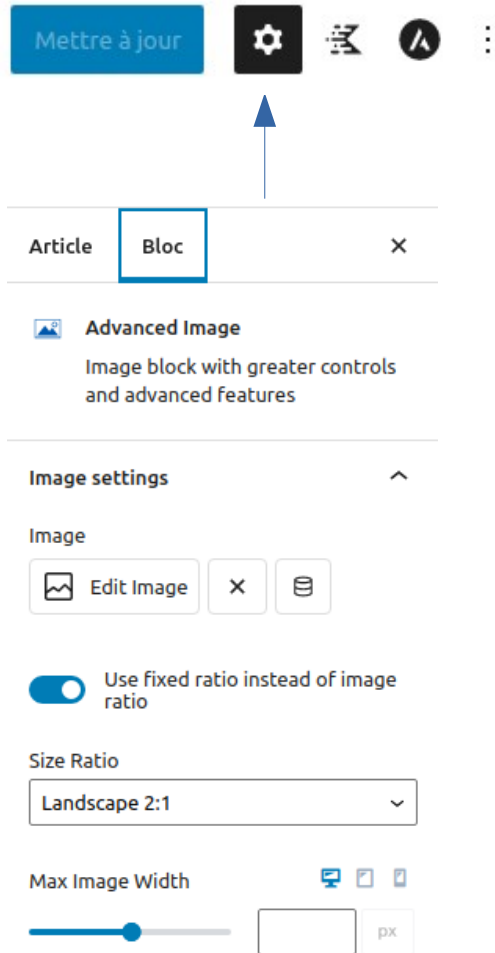 Mettre à jour
Article
Bloc
Advanced Image
Image block with greater controls
and advanced features
Image settings
Image
Edit Image
Use fixed ratio instead of image
ratio
Size Ratio
Landscape 2:1
Max Image Width
px